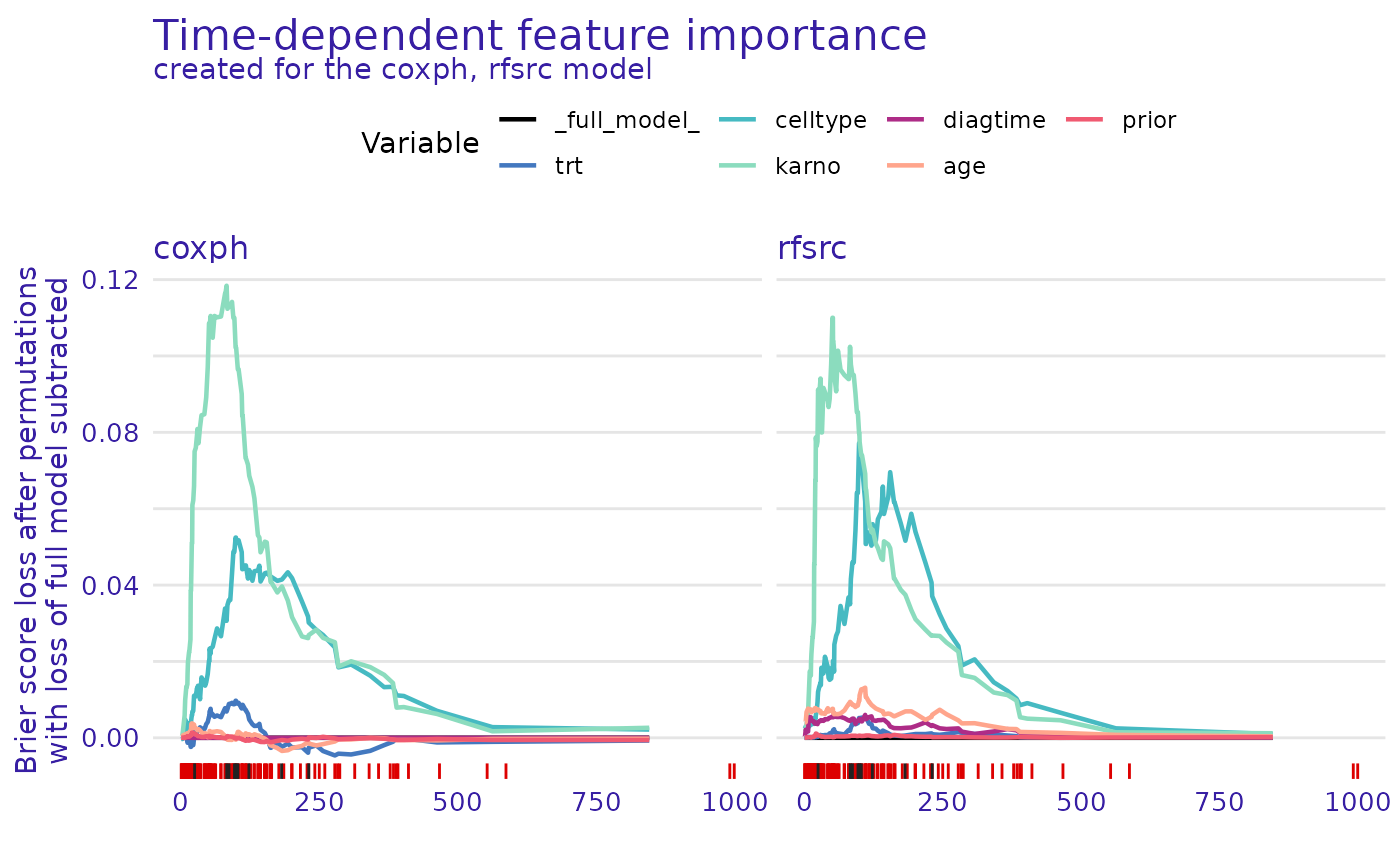 Time-dependent feature importance
created for the coxph, rfsrc model
Variable
_full_model_ celltype diagtime prior
trt karno age
coxph rfsrc
Brier score loss after permutations
with loss of full model subtracted
0.12
0.08
0.04
0.00
0 250 500 750 1000 0 250 500 750 1000